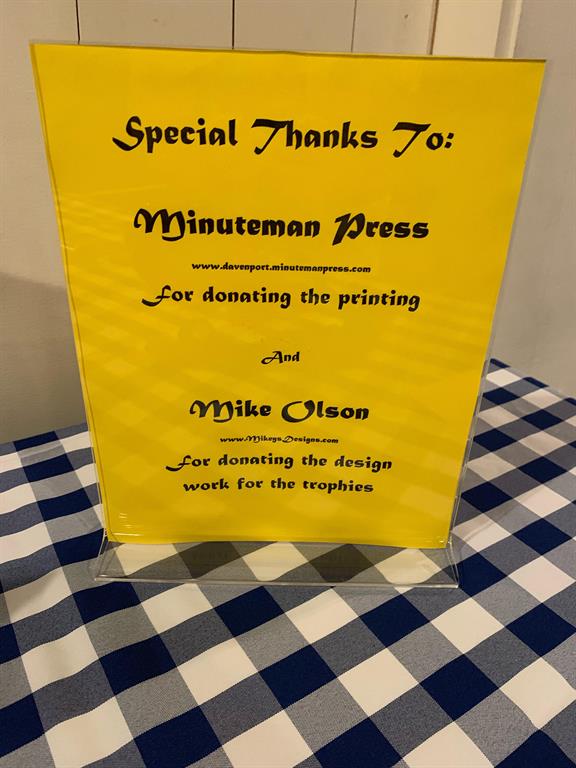 Special Thanks To:
Minuteman Press
www.davenport.minutemanpress.com
For donating the printing
And
Mike Olson
www.MikeysDesigns.com
For donating the design
work for the trophies